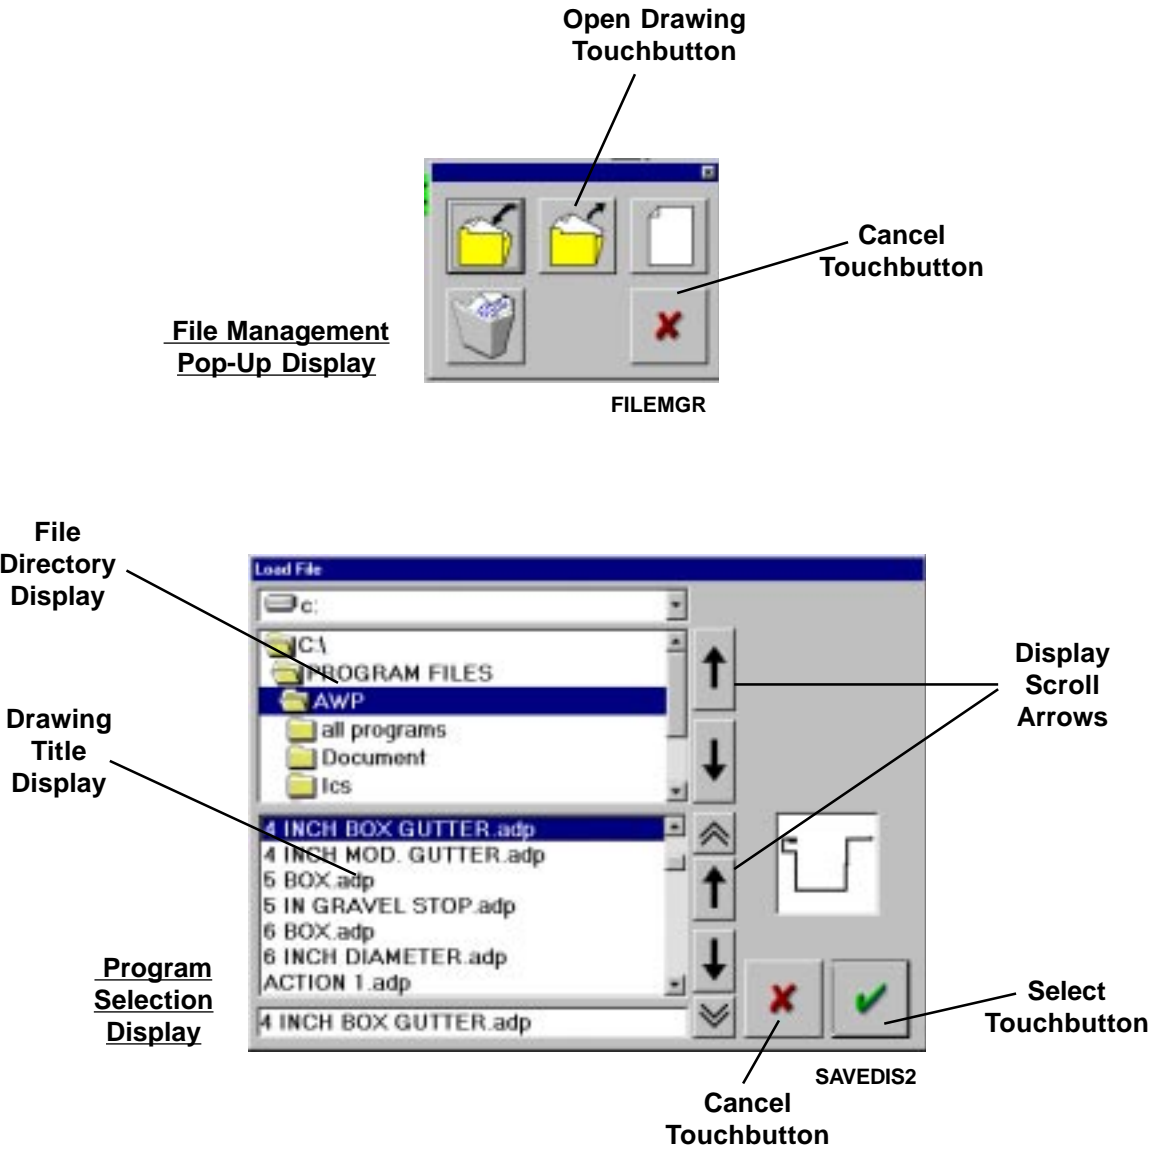 Open Drawing
Touchbutton
Cancel
Touchbutton
File Management
Pop-Up Display
FILEMGR
File
Directory
Display
Load File
c:
C:\
PROGRAM FILES
AWP
all programs
Document
Ics
Display
Scroll
Arrows
Drawing
Title
Display
4 INCH BOX GUTTER.adp
4 INCH MOD. GUTTER.adp
5 BOX.adp
5 IN GRAVEL STOP.adp
6 BOX.adp
6 INCH DIAMETER.adp
ACTION 1.adp
4 INCH BOX GUTTER.adp
Program
Selection
Display
Select
Touchbutton
SAVEDIS2
Cancel
Touchbutton